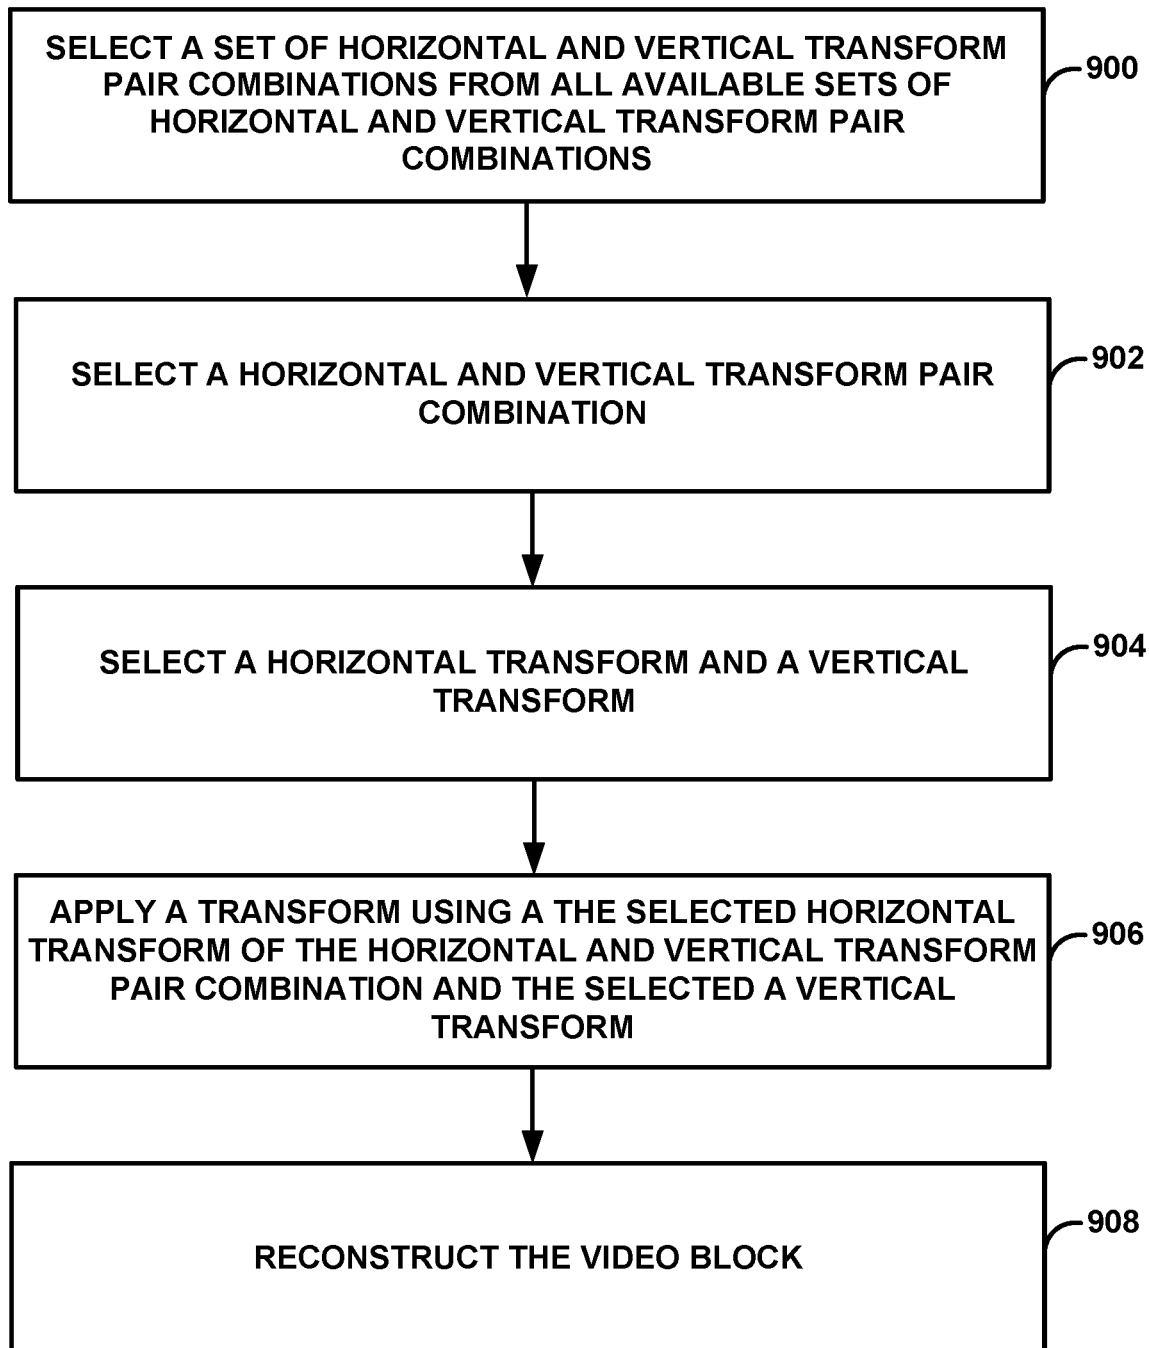 SELECT A SET OF HORIZONTAL AND VERTICAL TRANSFORM
PAIR COMBINATIONS FROM ALL AVAILABLE SETS OF
HORIZONTAL AND VERTICAL TRANSFORM PAIR
COMBINATIONS
900
SELECT A HORIZONTAL AND VERTICAL TRANSFORM PAIR
COMBINATION
902
SELECT A HORIZONTAL TRANSFORM AND A VERTICAL
TRANSFORM
904
APPLY A TRANSFORM USING A THE SELECTED HORIZONTAL
TRANSFORM OF THE HORIZONTAL AND VERTICAL TRANSFORM
PAIR COMBINATION AND THE SELECTED A VERTICAL
TRANSFORM
906
RECONSTRUCT THE VIDEO BLOCK
908